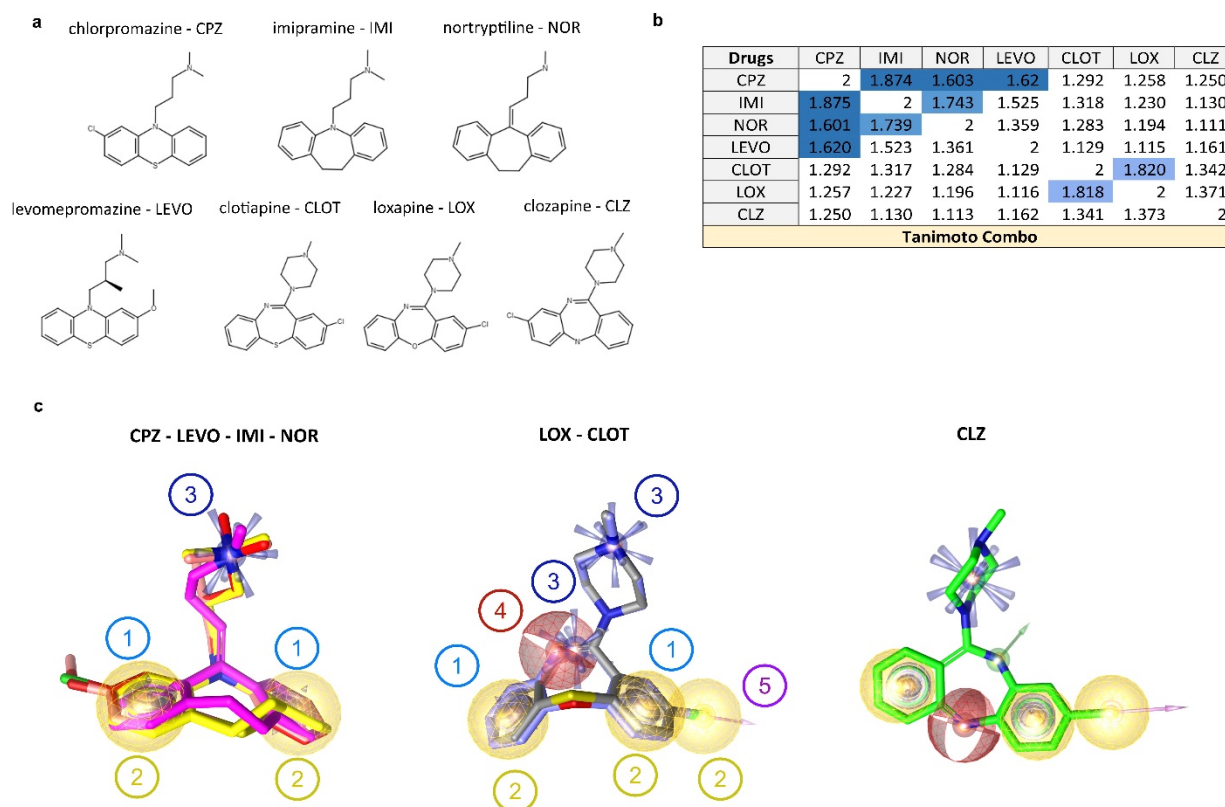 a
chlorpromazine - CPZ
imipramine - IMI
nortryptiline - NOR
N
N
N
Cl
N
N
S
levomepromazine - LEVO
clotiapine - CLOT
loxapine - LOX
clozapine - CLZ
N
N
N
N
N
N
N
N
N
N
N
O
Cl
Cl
Cl
S
S
O
N
b
Drugs CPZ IMI NOR LEVO CLOT LOX CLZ
CPZ 2 1.874 1.603 1.62 1.292 1.258 1.250
IMI 1.875 2 1.743 1.525 1.318 1.230 1.130
NOR 1.601 1.739 2 1.359 1.283 1.194 1.111
LEVO 1.620 1.523 1.361 2 1.129 1.115 1.161
CLOT 1.292 1.317 1.284 1.129 2 1.820 1.342
LOX 1.257 1.227 1.196 1.116 1.818 2 1.371
CLZ 1.250 1.130 1.113 1.162 1.341 1.373 2
Tanimoto Combo
c
CPZ - LEVO - IMI - NOR
LOX - CLOT
CLZ
3
1
1
2
2
3
3
4
1
1
5
2
2
2